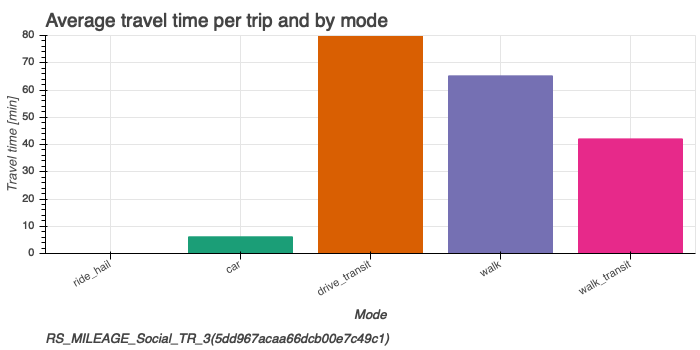 Average travel time per trip and by mode
Travel time [min]
80
70
60
50
40
30
20
10
0
ride_hail
car
drive_transit
walk
walk_transit
Mode
RS_MILEAGE_Social_TR_3(5dd967acaa66dcb00e7c49c1)